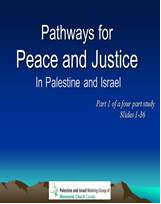 Pathways for
Peace and Justice
In Palestine and Israel
Part 1 of a four part study
Slides 1-36
Palestine and Israel Working Group of
Mennonite Church Canada